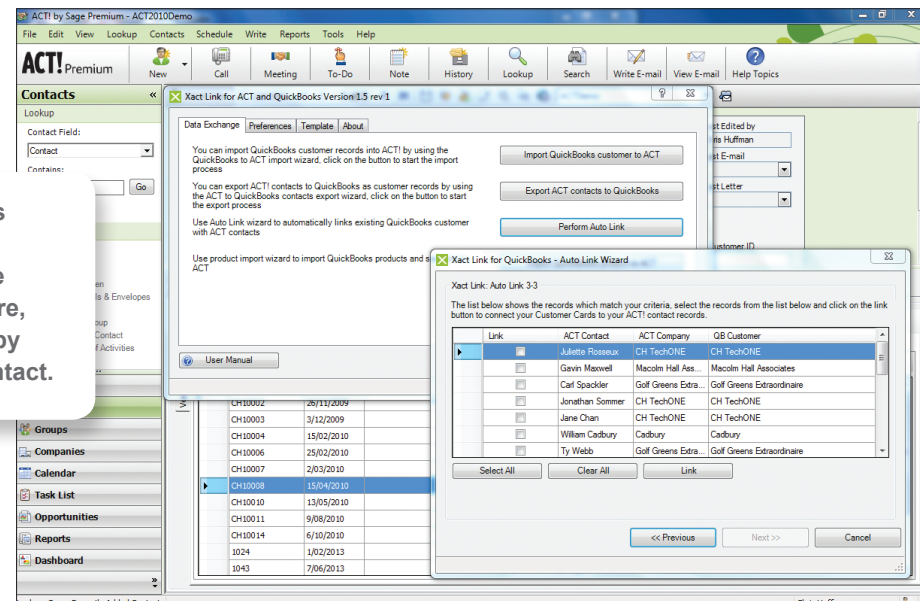 ACT! by Sage Premium - ACT2010Demo
File Edit View Lookup Contacts Schedule Write Reports Tools Help
ACT! Premium
New Call Meeting To-Do Note History Lookup Search Write E-mail View E-mail Help Topics
Contacts «
Lookup
Contact Field:
Contact
Contains:
Go
s
e
re,
by
ntact.
en
ls & Envelopes
oup
Contact
f Activities
Groups
Companies
Calendar
Task List
Opportunities
Reports
Dashboard
»
Xact Link for ACT and QuickBooks Version 1.5 rev 1
Data Exchange Preferences Template About
You can import QuickBooks customer records into ACT! by using the
QuickBooks to ACT import wizard, click on the button to start the import
process
Import QuickBooks customer to ACT
You can export ACT! contacts to QuickBooks as customer records by using
the ACT to QuickBooks contacts export wizard, click on the button to start
the export process
Export ACT contacts to QuickBooks
Use Auto Link wizard to automatically links existing QuickBooks customer
with ACT contacts
Perform Auto Link
Use product import wizard to import QuickBooks products and s
ACT
User Manual
st Edited by
ris Huffman
st E-mail
st Letter
ustomer ID
CH10002 26/11/2009
CH10003 3/12/2009
CH10004 15/02/2010
CH10006 25/02/2010
CH10007 2/03/2010
CH10008 15/04/2010
CH10010 13/05/2010
CH10011 9/08/2010
CH10014 6/10/2010
1024 1/02/2013
1043 7/06/2013
Xact Link for QuickBooks - Auto Link Wizard
Xact Link: Auto Link 3-3
The list below shows the records which match your criteria, select the records from the list below and click on the link
button to connect your Customer Cards to your ACT! contact records.
Link ACT Contact ACT Company QB Customer
Juliette Rosseux CH TechONE CH TechONE
Gavin Maxwell Macolm Hall Ass... Macolm Hall Associates
Carl Spackler Golf Greens Extra... Golf Greens Extraordinaire
Jonathan Sommer CH TechONE CH TechONE
Jane Chan CH TechONE CH TechONE
William Cadbury Cadbury Cadbury
Ty Webb Golf Greens Extra... Golf Greens Extraordinaire
Select All Clear All Link
<< Previous Next >> Cancel